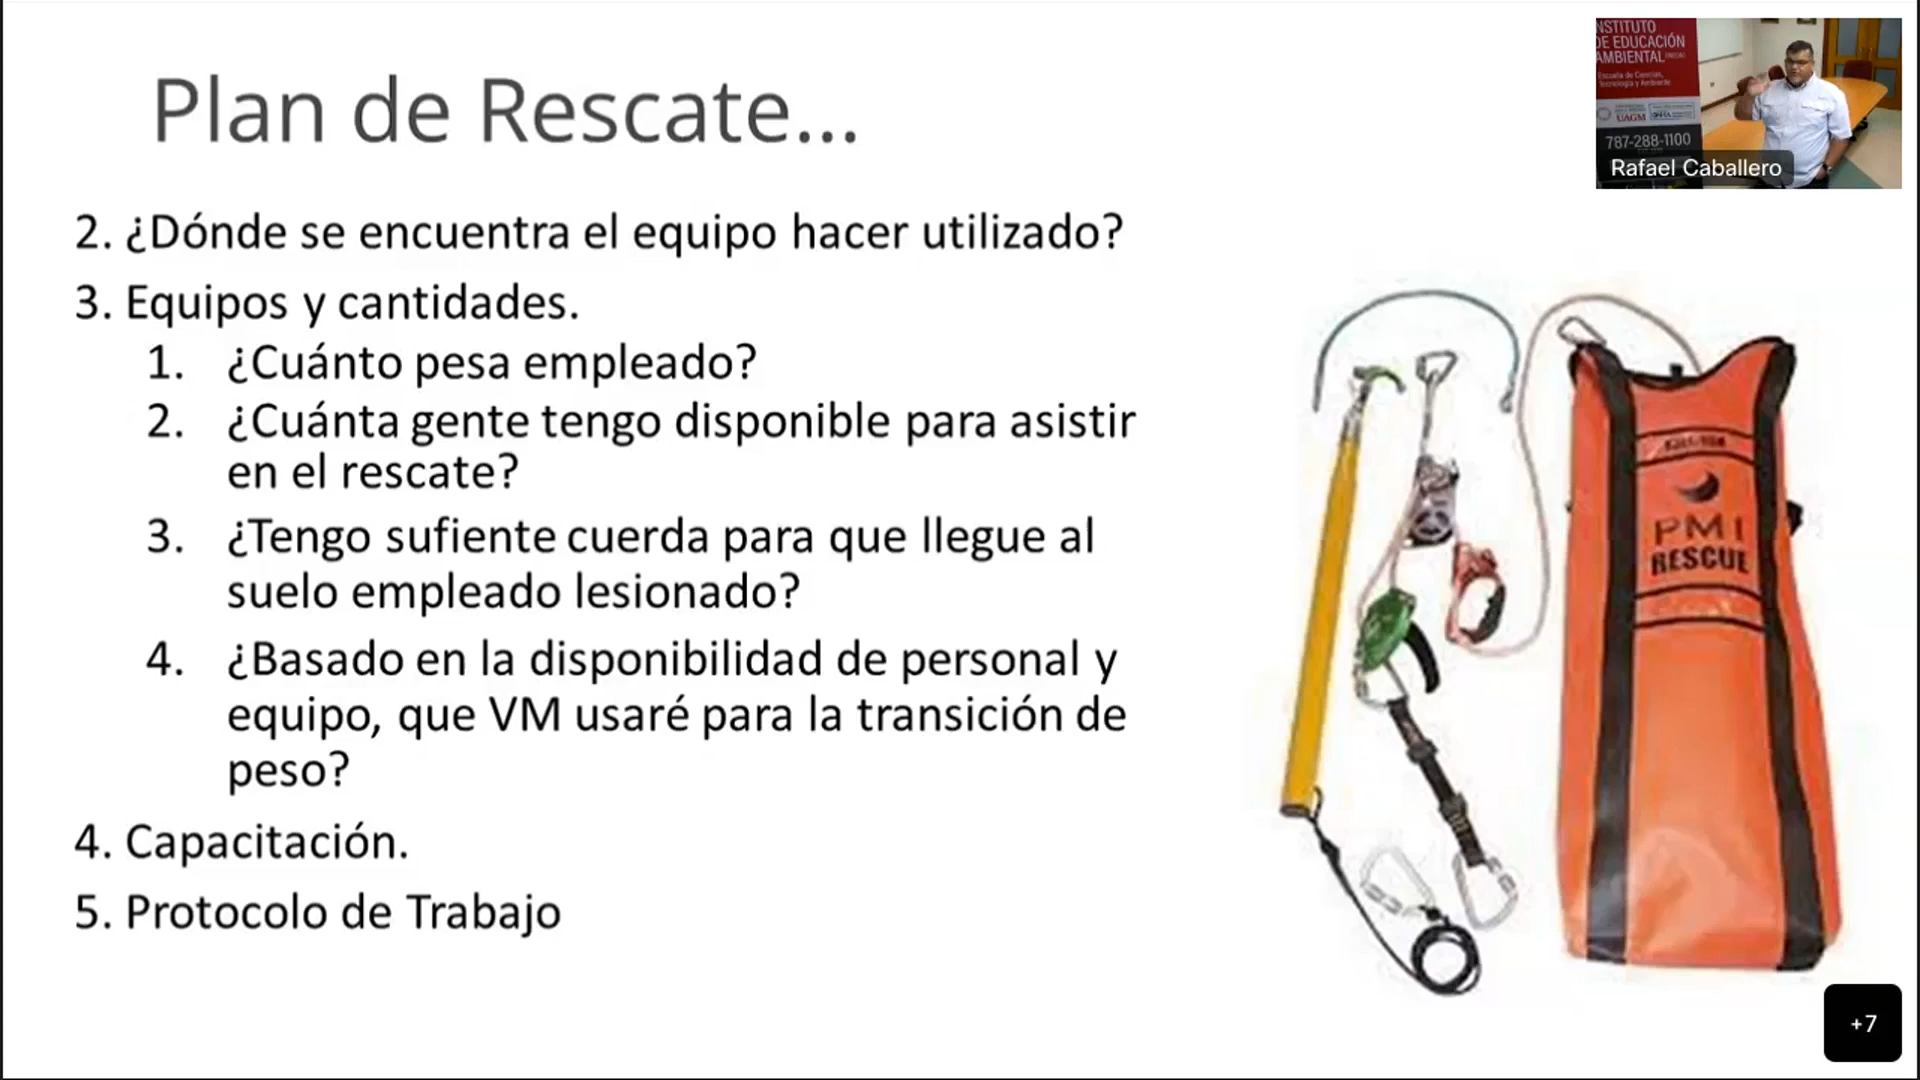 Plan de Rescate...
2. ¿Dónde se encuentra el equipo hacer utilizado?
3. Equipos y cantidades.
1. ¿Cuánto pesa empleado?
2. ¿Cuánta gente tengo disponible para asistir
en el rescate?
3. ¿Tengo sufiente cuerda para que llegue al
suelo empleado lesionado?
4. ¿Basado en la disponibilidad de personal y
equipo, que VM usaré para la transición de
peso?
4. Capacitación.
5. Protocolo de Trabajo
NSTITUTO
DE EDUCACIÓN
AMBIENTAL
Escuela de Ciencias,
Tecnología y Ambiente
UAGM
787-288-1100
Rafael Caballero
PMI
RESCUE
+7